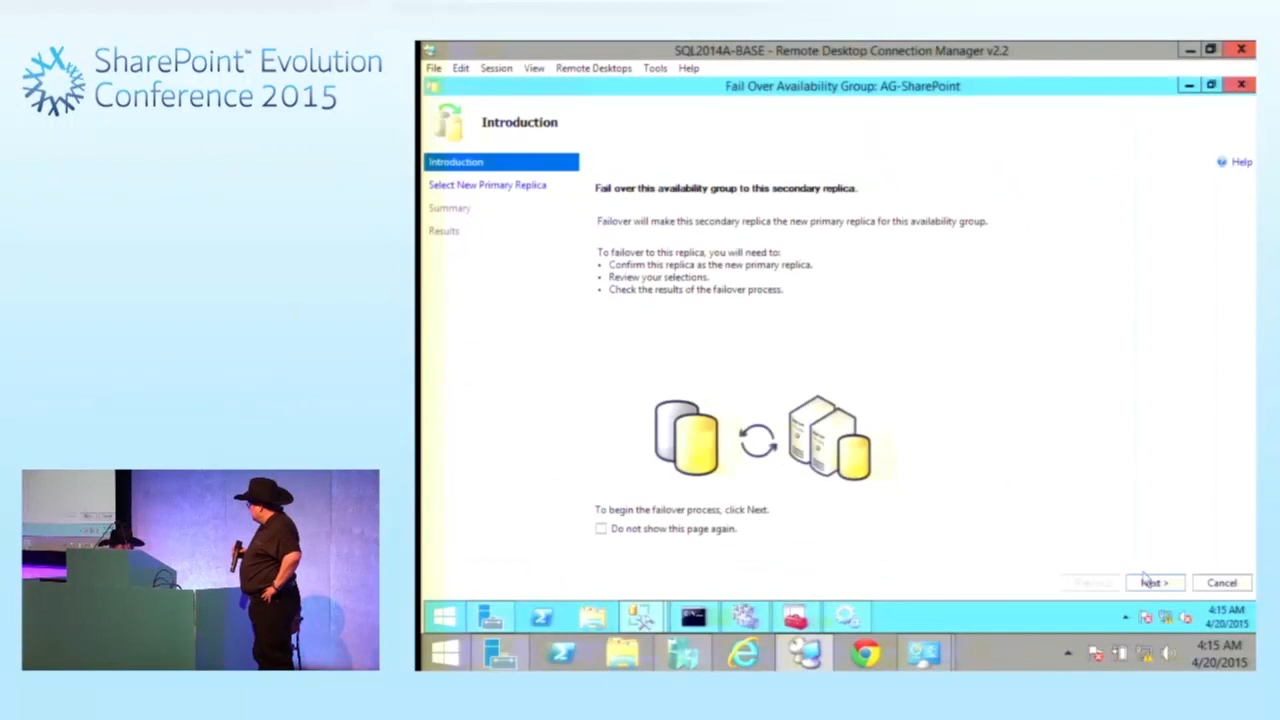 SharePoint™ Evolution
Conference 2015
SQL2014A-BASE - Remote Desktop Connection Manager v2.2
File Edit Session View Remote Desktops Tools Help
Fail Over Availability Group: AG-SharePoint
Introduction
Introduction
Help
Select New Primary Replica
Summary
Results
Fail over this availability group to this secondary replica.
Failover will make this secondary replica the new primary replica for this availability group.
To failover to this replica, you will need to:
• Confirm this replica as the new primary replica.
• Review your selections.
• Check the results of the failover process.
To begin the failover process, click Next.
Do not show this page again.
Next > Cancel
4:15 AM
4/20/2015
4:15 AM
4/20/2015